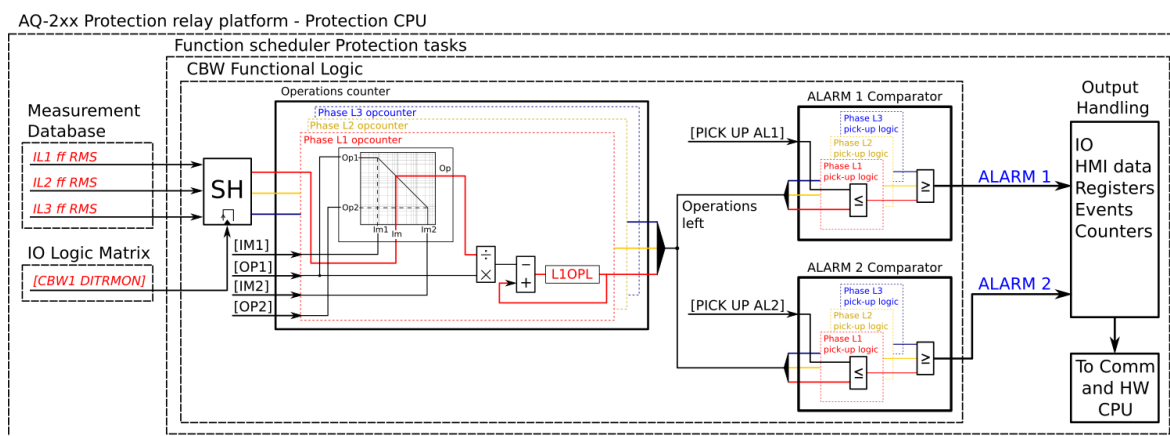 AQ-2xx Protection relay platform - Protection CPU
Function scheduler Protection tasks
CBW Functional Logic
Measurement
Database
IL1 ff RMS
IL2 ff RMS
IL3 ff RMS
IO Logic Matrix
[CBW1 DITRMON]
SH
Operations counter
Phase L3 opcounter
Phase L2 opcounter
Phase L1 opcounter
Op1
Op
Op2
Im1
Im
Im2
[IM1]
[OP1]
[IM2]
[OP2]
÷
×
−
+
L1OPL
Operations
left
ALARM 1 Comparator
[PICK UP AL1]
Phase L3
pick-up logic
Phase L2
pick-up logic
Phase L1
pick-up logic
≤
≥
ALARM 1
ALARM 2 Comparator
[PICK UP AL2]
Phase L3
pick-up logic
Phase L2
pick-up logic
Phase L1
pick-up logic
≤
≥
ALARM 2
Output
Handling
IO
HMI data
Registers
Events
Counters
To Comm
and HW
CPU